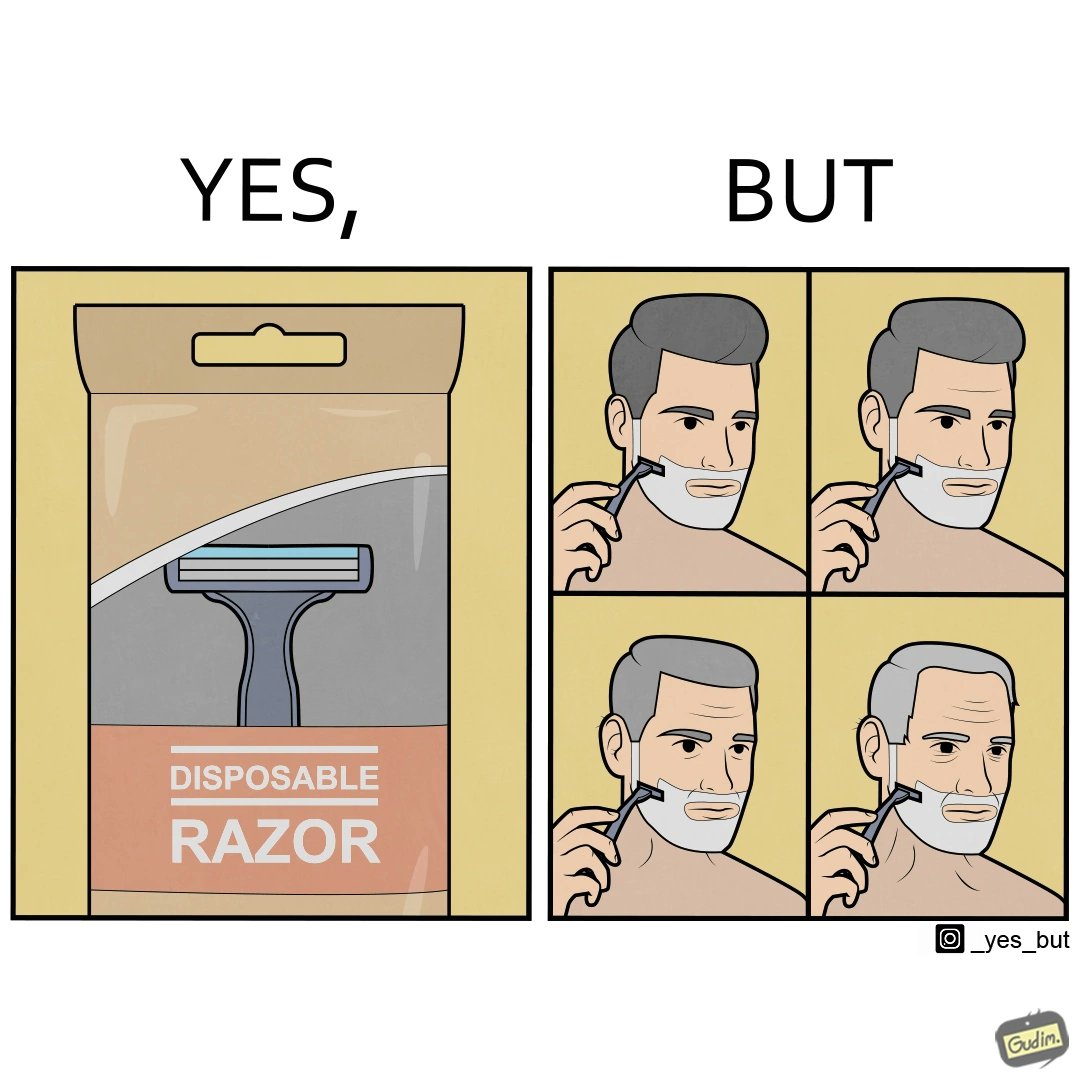 YES,
BUT
DISPOSABLE
RAZOR
_yes_but
Gudim.